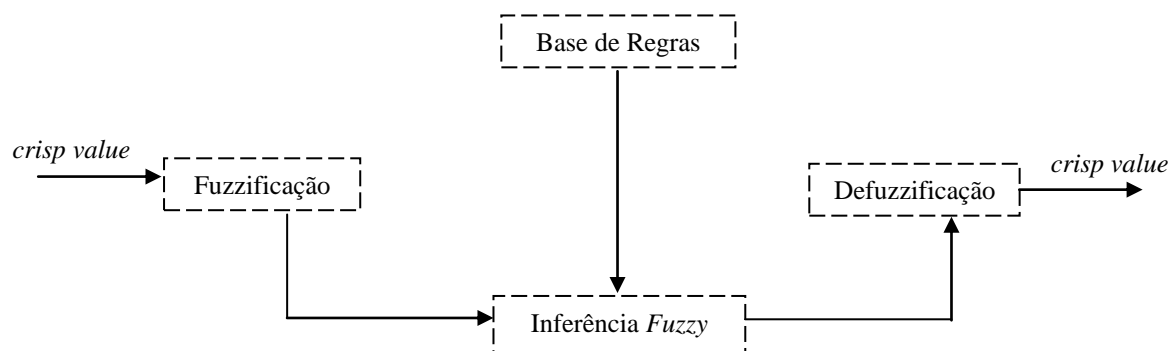 Base de Regras
crisp value
Fuzzificação
crisp value
Defuzzificação
Inferência Fuzzy